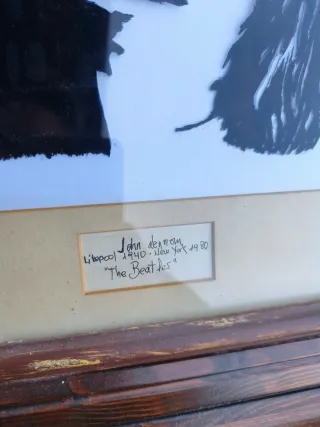 John Lennon
Liverpool 1940 - New York 1980
"The Beatles"